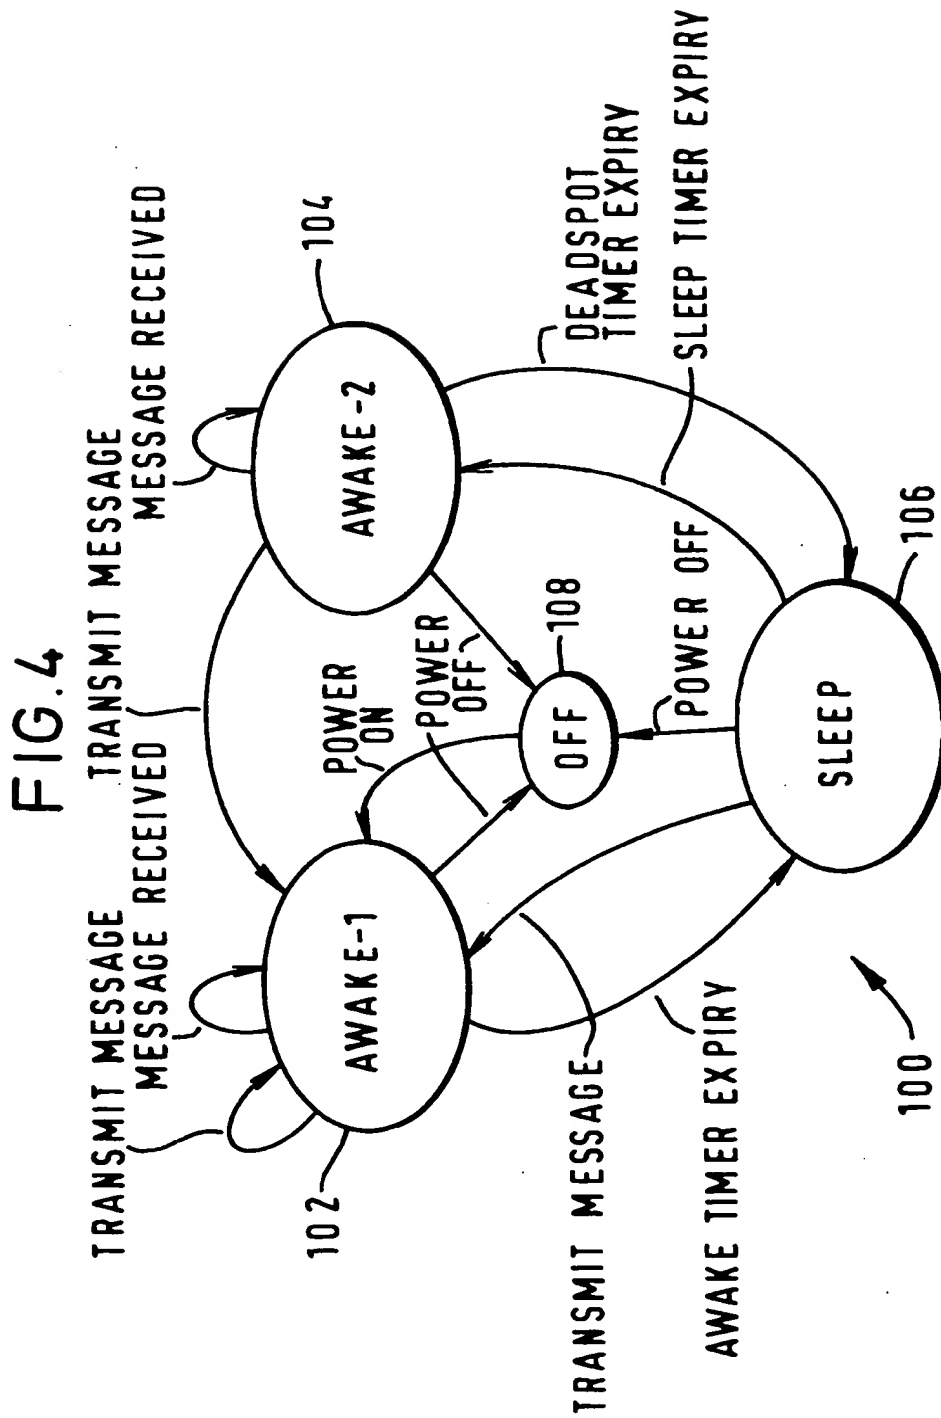 FIG.4
TRANSMIT MESSAGE
MESSAGE RECEIVED
TRANSMIT MESSAGE
MESSAGE RECEIVED
102
AWAKE-1
AWAKE-2
104
POWER
ON
POWER
OFF
OFF
108
DEADSPOT
TIMER EXPIRY
SLEEP TIMER EXPIRY
POWER OFF
TRANSMIT MESSAGE
AWAKE TIMER EXPIRY
SLEEP
106
100